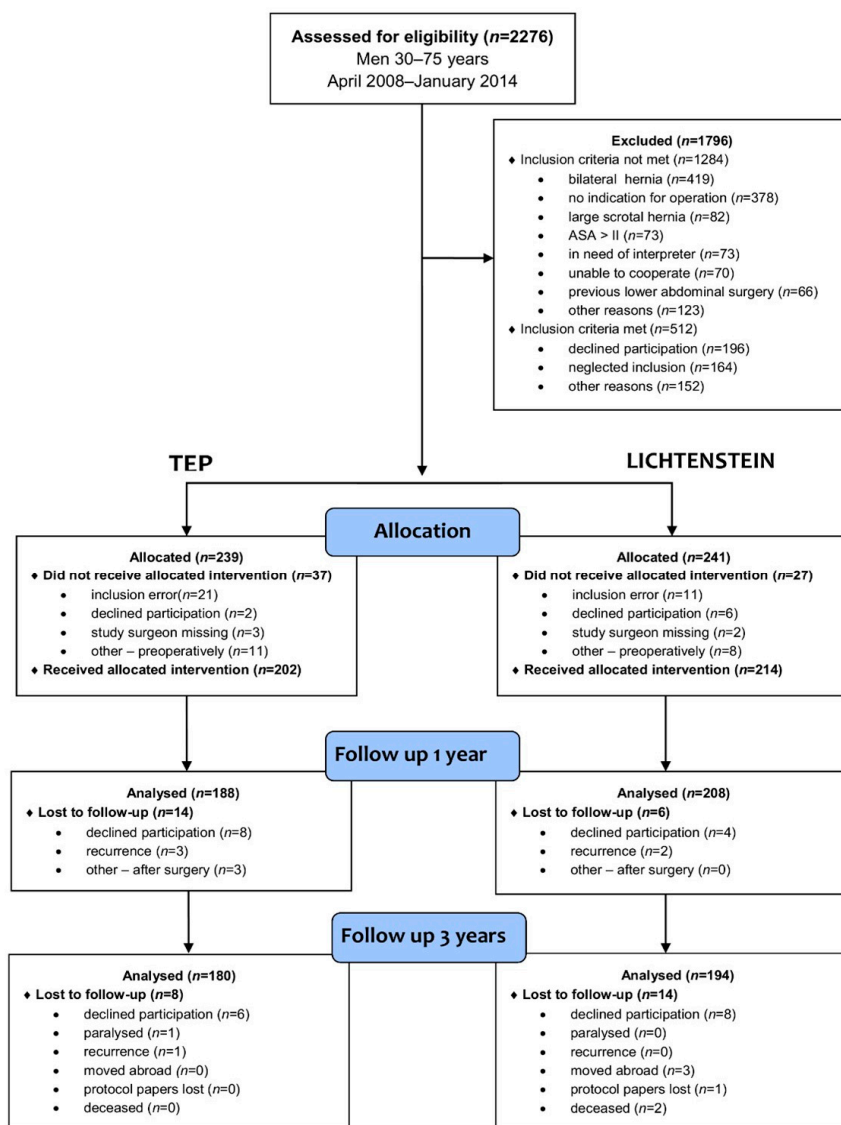 Assessed for eligibility (n=2276)
Men 30–75 years
April 2008–January 2014
Excluded (n=1796)
♦ Inclusion criteria not met (n=1284)
• bilateral hernia (n=419)
• no indication for operation (n=378)
• large scrotal hernia (n=82)
• ASA > II (n=73)
• in need of interpreter (n=73)
• unable to cooperate (n=70)
• previous lower abdominal surgery (n=66)
• other reasons (n=123)
♦ Inclusion criteria met (n=512)
• declined participation (n=196)
• neglected inclusion (n=164)
• other reasons (n=152)
TEP
LICHTENSTEIN
Allocation
Allocated (n=239)
♦ Did not receive allocated intervention (n=37)
• inclusion error(n=21)
• declined participation (n=2)
• study surgeon missing (n=3)
• other – preoperatively (n=11)
♦ Received allocated intervention (n=202)
Allocated (n=241)
♦ Did not receive allocated intervention (n=27)
• inclusion error (n=11)
• declined participation (n=6)
• study surgeon missing (n=2)
• other – preoperatively (n=8)
♦ Received allocated intervention (n=214)
Follow up 1 year
Analysed (n=188)
♦ Lost to follow-up (n=14)
• declined participation (n=8)
• recurrence (n=3)
• other – after surgery (n=3)
Analysed (n=208)
♦ Lost to follow-up (n=6)
• declined participation (n=4)
• recurrence (n=2)
• other – after surgery (n=0)
Follow up 3 years
Analysed (n=180)
♦ Lost to follow-up (n=8)
• declined participation (n=6)
• paralysed (n=1)
• recurrence (n=1)
• moved abroad (n=0)
• protocol papers lost (n=0)
• deceased (n=0)
Analysed (n=194)
♦ Lost to follow-up (n=14)
• declined participation (n=8)
• paralysed (n=0)
• recurrence (n=0)
• moved abroad (n=3)
• protocol papers lost (n=1)
• deceased (n=2)